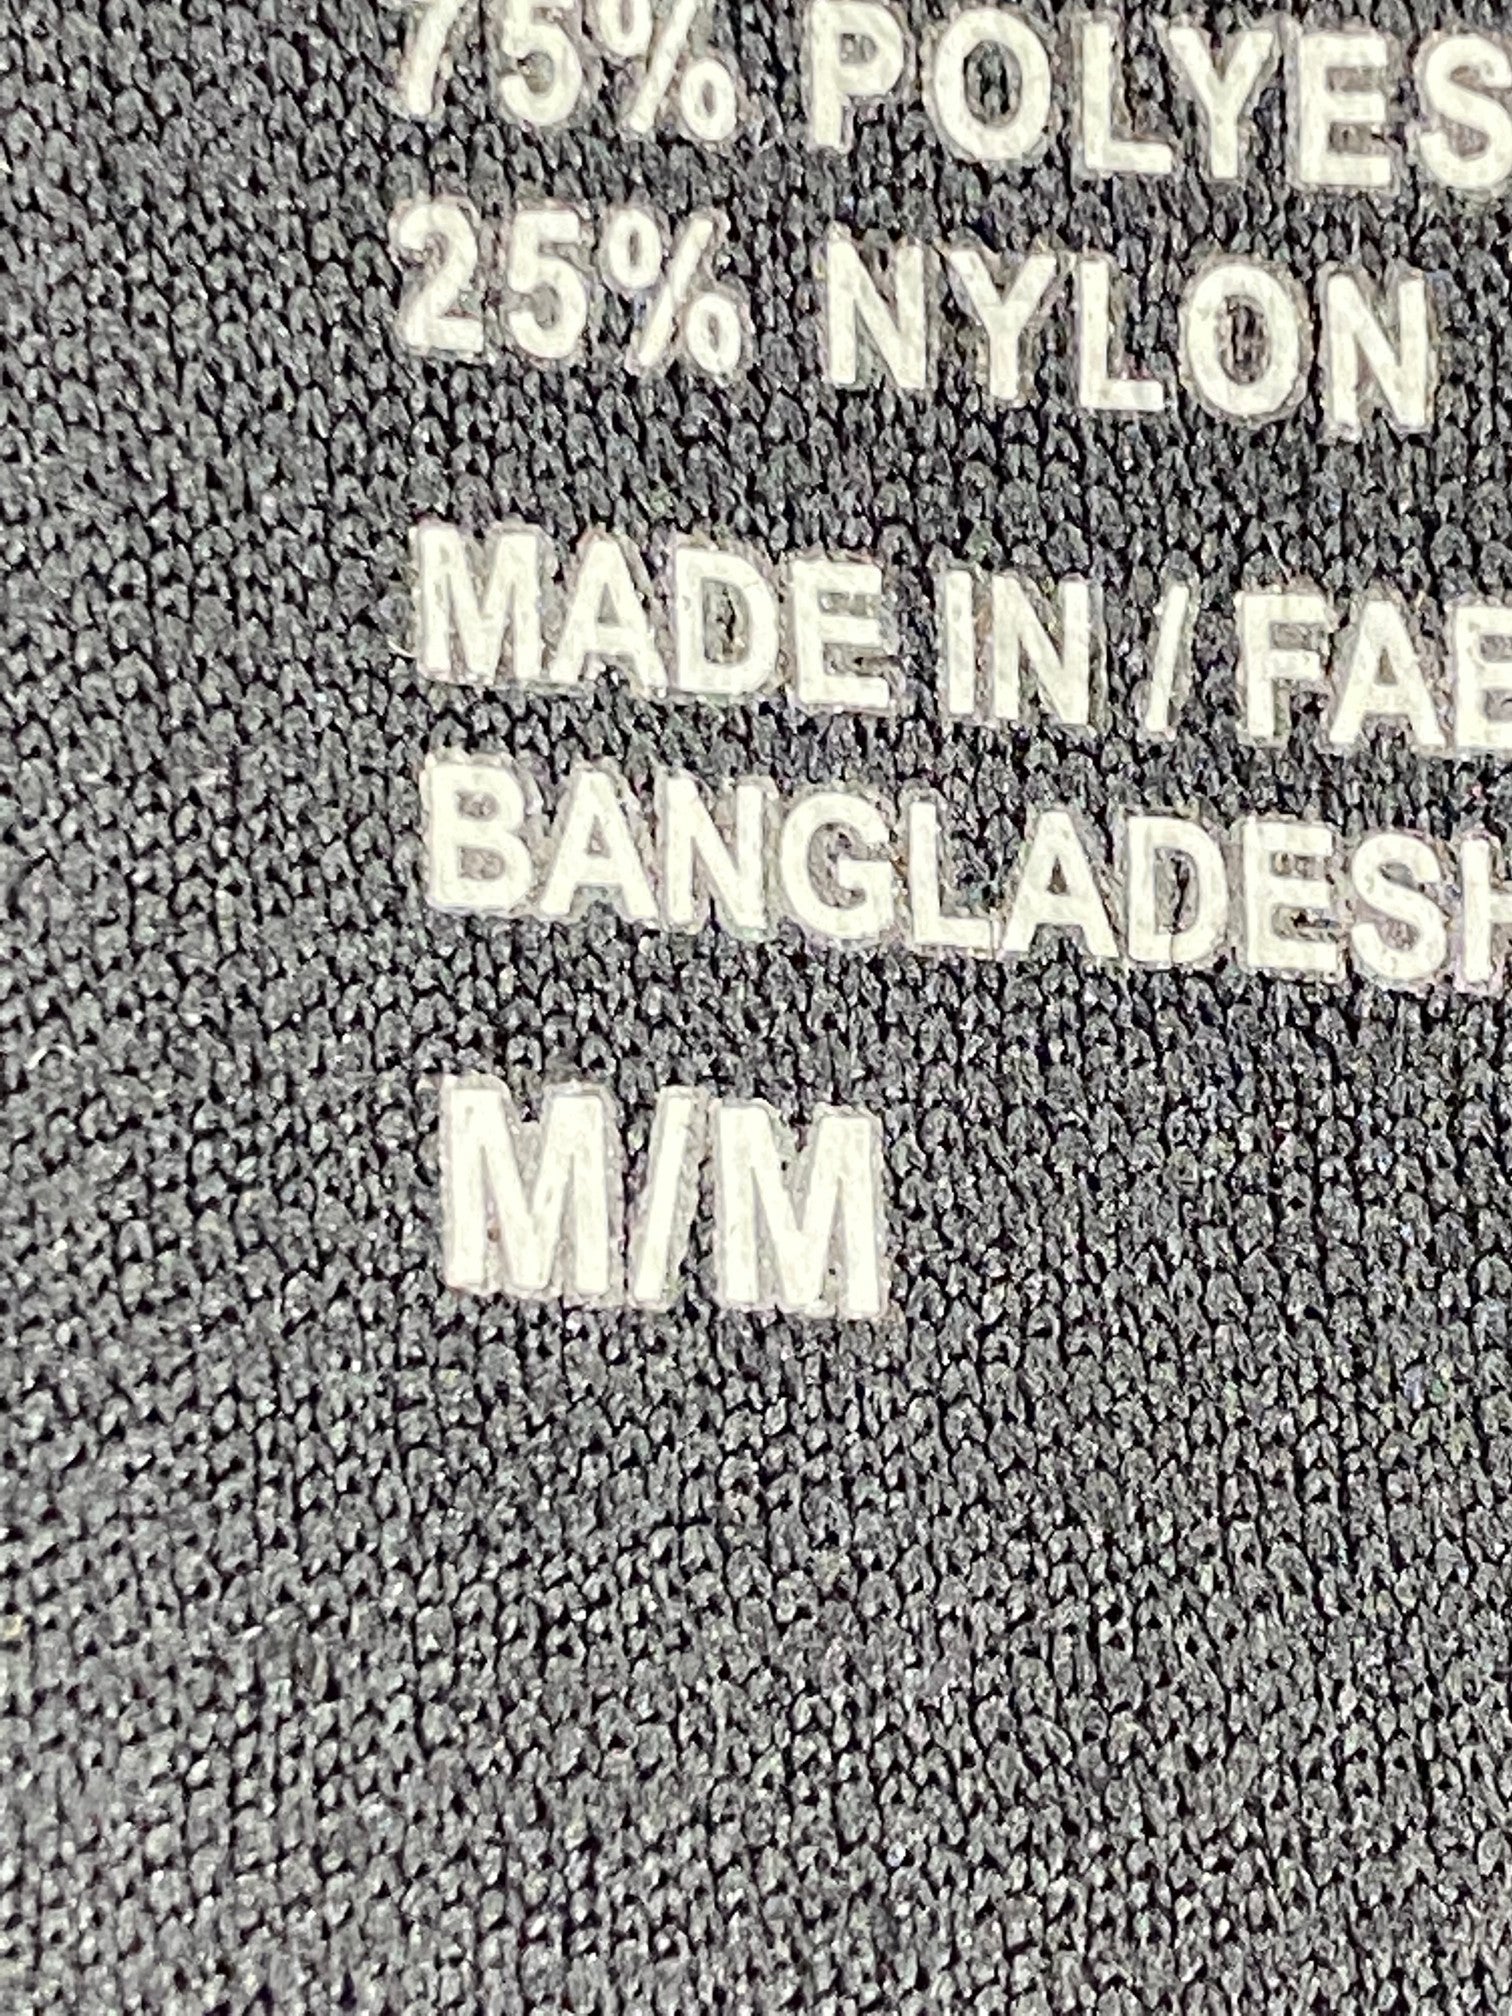 75% POLYES
25% NYLON
MADE IN / FAB
BANGLADESH
M/M